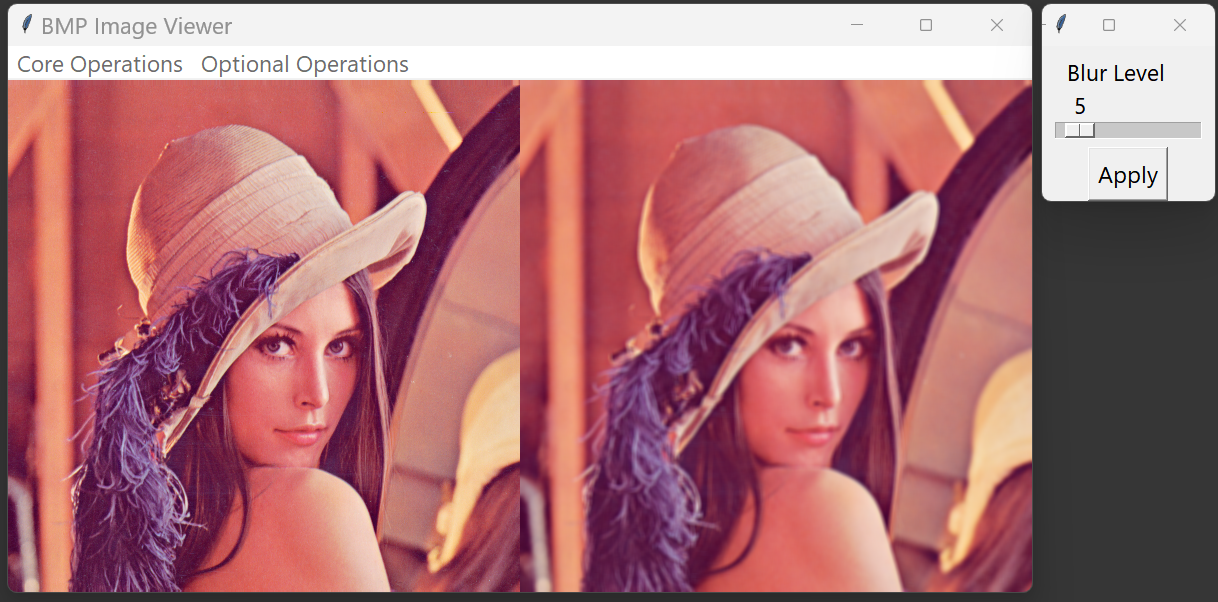 BMP Image Viewer
Core Operations Optional Operations
Blur Level
5
Apply